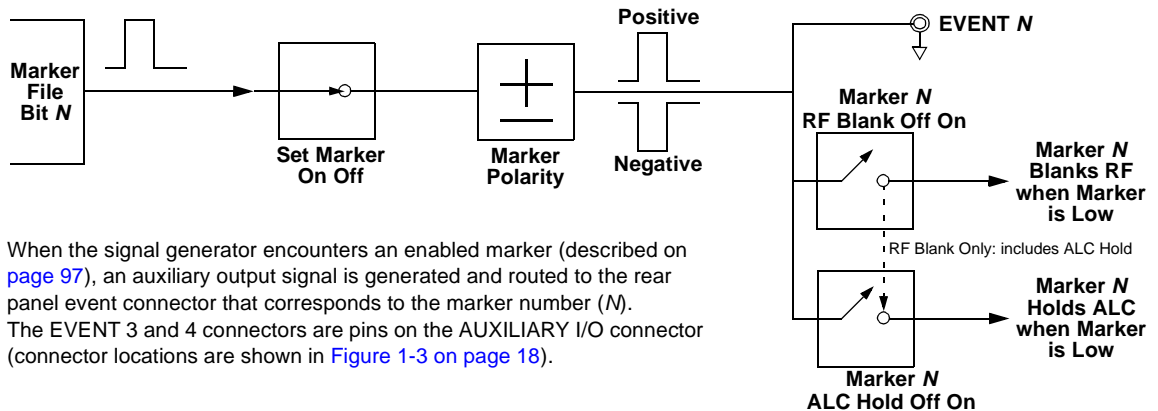 Marker
File
Bit N
Set Marker
On Off
Marker
Polarity
Positive
Negative
EVENT N
Marker N
RF Blank Off On
Marker N
Blanks RF
when Marker
is Low
RF Blank Only: includes ALC Hold
Marker N
Holds ALC
when Marker
is Low
Marker N
ALC Hold Off On
When the signal generator encounters an enabled marker (described on
page 97), an auxiliary output signal is generated and routed to the rear
panel event connector that corresponds to the marker number (N).
The EVENT 3 and 4 connectors are pins on the AUXILIARY I/O connector
(connector locations are shown in Figure 1-3 on page 18).